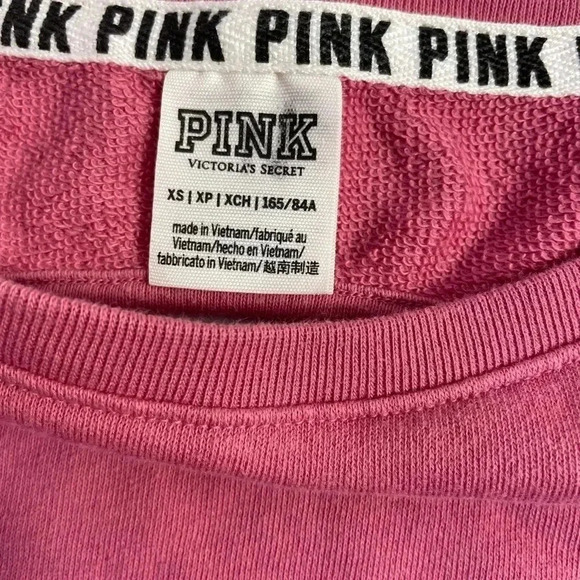 NK PINK PINK PINK PINK
PINK
VICTORIA'S SECRET
XS | XP | XCH | 165/84A
made in Vietnam/fabriqué au
Vietnam/hecho en Vietnam/
fabbricato in Vietnam/越南制造